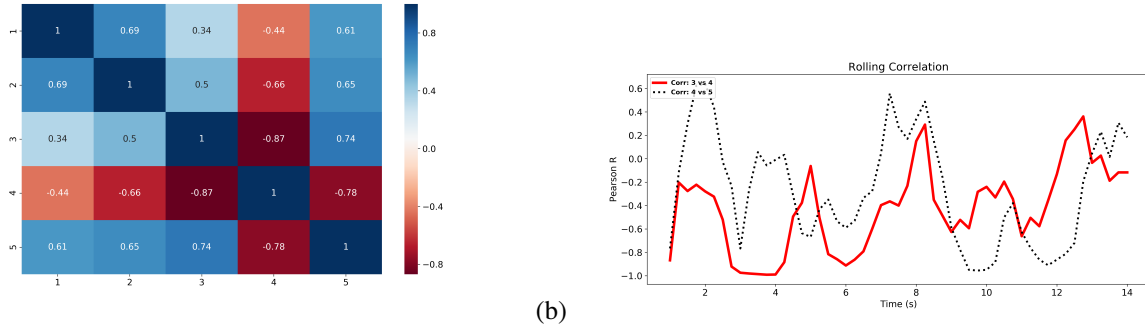 1 0.69 0.34 -0.44 0.61
0.69 1 0.5 -0.66 0.65
0.34 0.5 1 -0.87 0.74
-0.44 -0.66 -0.87 1 -0.78
0.61 0.65 0.74 -0.78 1
1
2
3
4
5
1 2 3 4 5
0.8
0.4
0.0
−0.4
−0.8
(b)
Rolling Correlation
Corr: 3 vs 4
Corr: 4 vs 5
Pearson R
0.6
0.4
0.2
0.0
−0.2
−0.4
−0.6
−0.8
−1.0
2 4 6 8 10 12 14
Time (s)